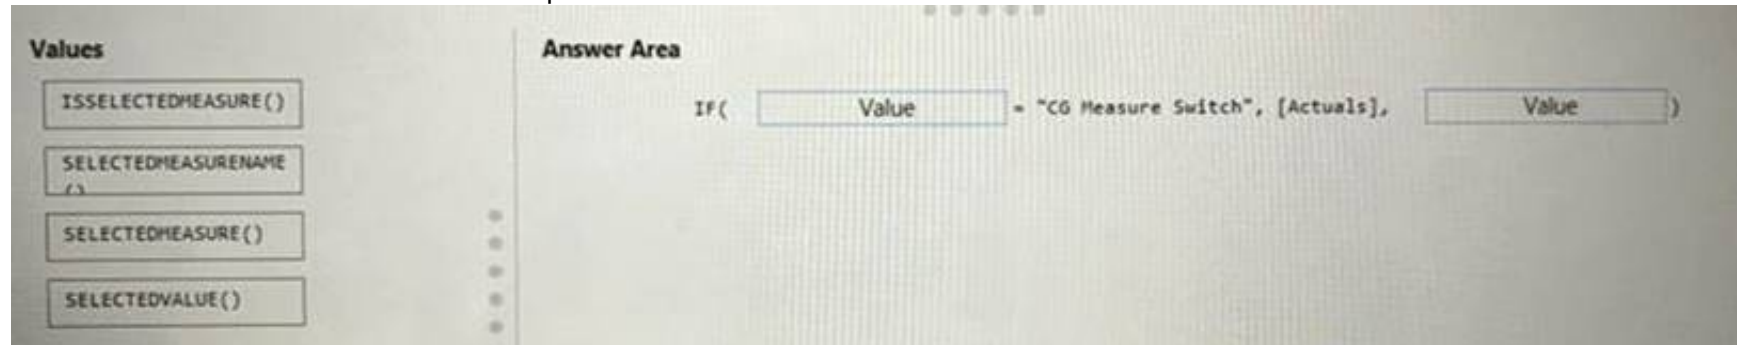 Values
Answer Area
ISSELECTEDMEASURE()
IF( Value = "CG Measure Switch", [Actuals], Value )
SELECTEDMEASURENAME
()
SELECTEDMEASURE()
SELECTEDVALUE()